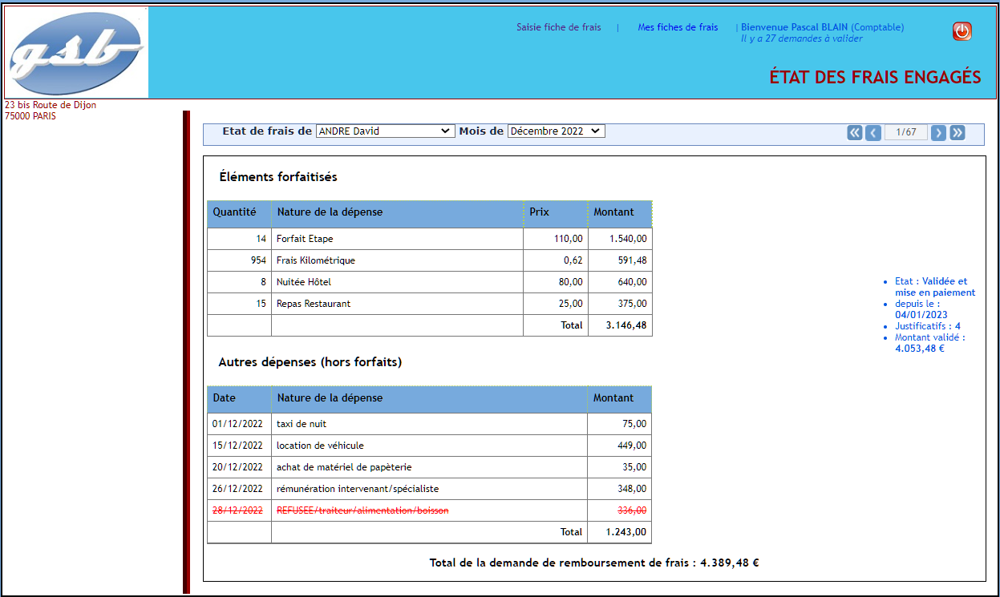 gsb
Saisie fiche de frais | Mes fiches de frais | Bienvenue Pascal BLAIN (Comptable)
Il y a 27 demandes à valider
ÉTAT DES FRAIS ENGAGÉS
23 bis Route de Dijon
75000 PARIS
Etat de frais de ANDRE David Mois de Décembre 2022 1/67
Éléments forfaitisés
Quantité Nature de la dépense Prix Montant
14 Forfait Etape 110,00 1.540,00
954 Frais Kilométrique 0,62 591,48
8 Nuitée Hôtel 80,00 640,00
15 Repas Restaurant 25,00 375,00
Total 3.146,48
Etat : Validée et
mise en paiement
depuis le :
04/01/2023
Justificatifs : 4
Montant validé :
4.053,48 €
Autres dépenses (hors forfaits)
Date Nature de la dépense Montant
01/12/2022 taxi de nuit 75,00
15/12/2022 location de véhicule 449,00
20/12/2022 achat de matériel de papèterie 35,00
26/12/2022 rémunération intervenant/spécialiste 348,00
28/12/2022 REFUSEE/traiteur/alimentation/boisson 336,00
Total 1.243,00
Total de la demande de remboursement de frais : 4.389,48 €